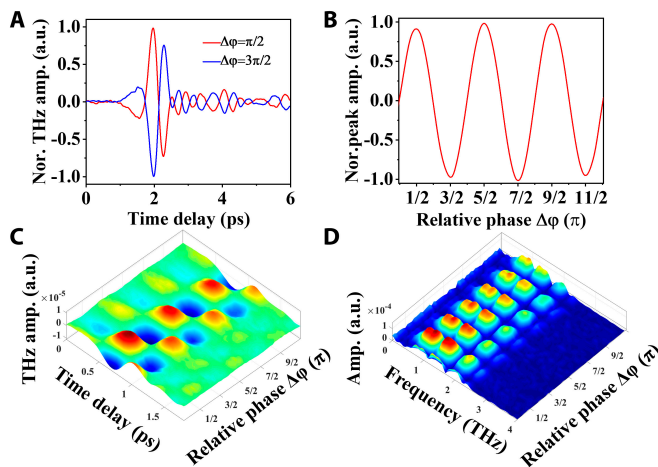 A
Nor. THz amp. (a.u.)
1.0
0.5
0.0
-0.5
-1.0
Δφ=π/2
Δφ=3π/2
0
2
4
6
Time delay (ps)
B
Nor.peak amp. (a.u.)
1.0
0.5
0.0
-0.5
-1.0
1/2 3/2 5/2 7/2 9/2 11/2
Relative phase Δφ (π)
C
THz amp. (a.u.)
×10⁻⁵
1
0
-1
0
0.5
1
1.5
Time delay (ps)
1/2
3/2
5/2
7/2
9/2
Relative phase Δφ (π)
D
Amp. (a.u.)
×10⁻⁴
1
0
0
1
2
3
4
Frequency (THz)
1/2
3/2
5/2
7/2
9/2
Relative phase Δφ (π)